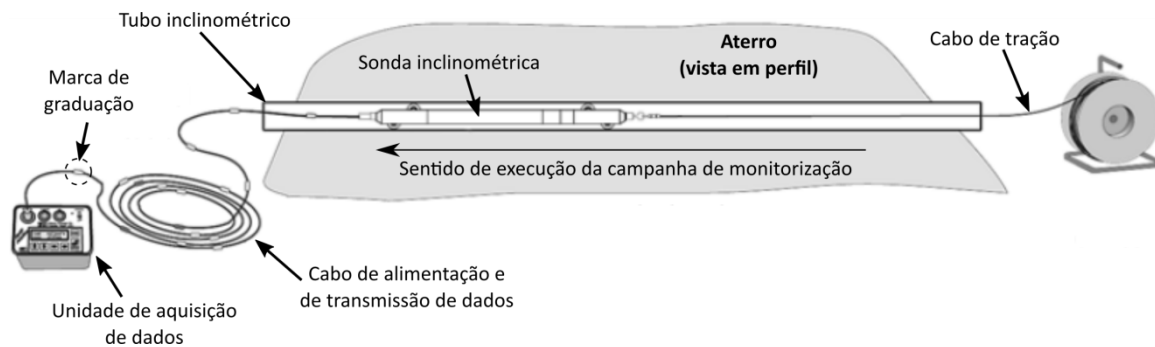 Tubo inclinométrico
Marca de
graduação
Sonda inclinométrica
Aterro
(vista em perfil)
Cabo de tração
Sentido de execução da campanha de monitorização
Cabo de alimentação e
de transmissão de dados
Unidade de aquisição
de dados